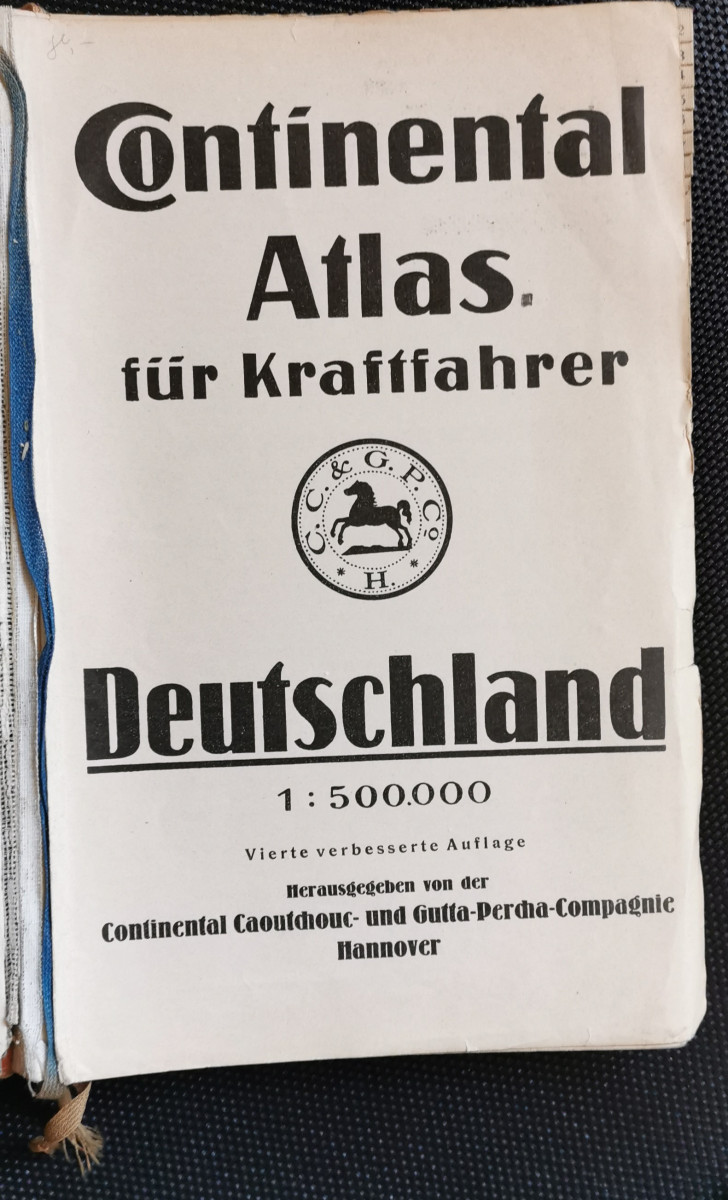 Continental
Atlas.
für Kraftfahrer
C. C. & G. P. Co
H.
Deutschland
1 : 500.000
Vierte verbesserte Auflage
Herausgegeben von der
Continental Caoutchouc- und Gutta-Percha-Compagnie
Hannover